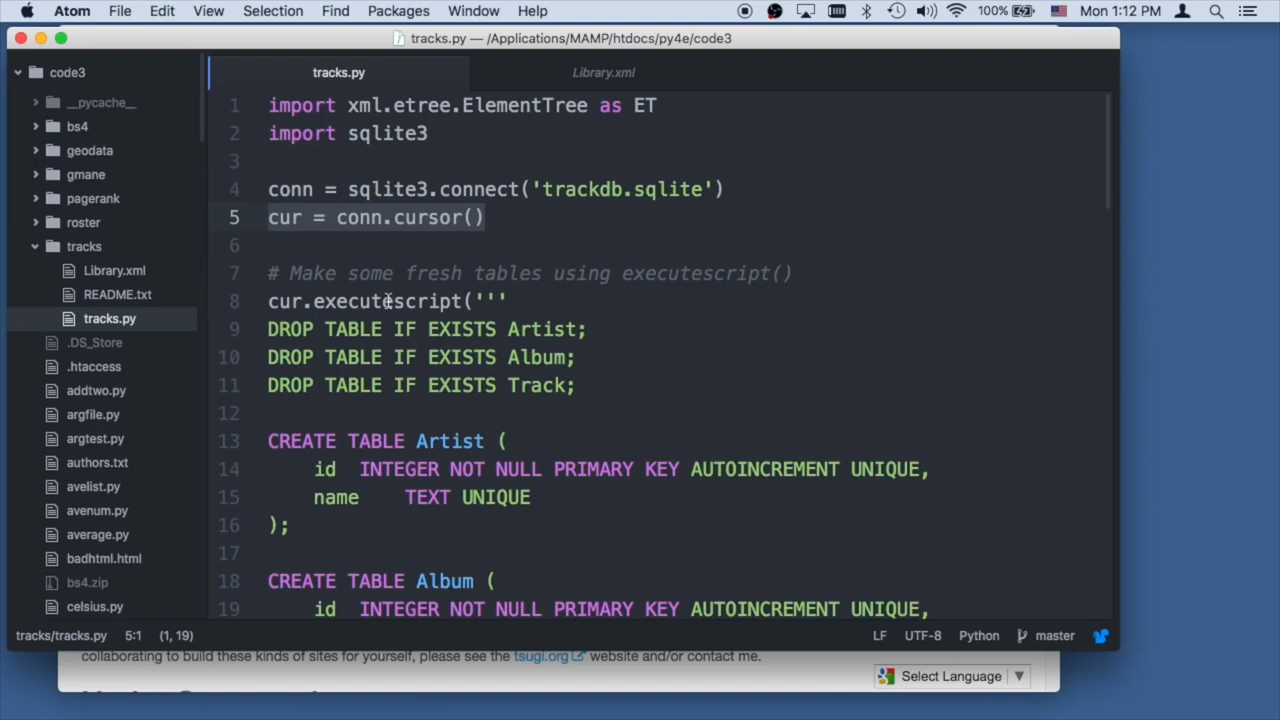 Atom File Edit View Selection Find Packages Window Help 100% Mon 1:12 PM
tracks.py — /Applications/MAMP/htdocs/py4e/code3
code3
__pycache__
bs4
geodata
gmane
pagerank
roster
tracks
Library.xml
README.txt
tracks.py
.DS_Store
.htaccess
addtwo.py
argfile.py
argtest.py
authors.txt
avelist.py
avenum.py
average.py
badhtml.html
bs4.zip
celsius.py
tracks.py Library.xml
1 import xml.etree.ElementTree as ET
2 import sqlite3
3
4 conn = sqlite3.connect('trackdb.sqlite')
5 cur = conn.cursor()
6
7 # Make some fresh tables using executescript()
8 cur.executescript('''
9 DROP TABLE IF EXISTS Artist;
10 DROP TABLE IF EXISTS Album;
11 DROP TABLE IF EXISTS Track;
12
13 CREATE TABLE Artist (
14 id INTEGER NOT NULL PRIMARY KEY AUTOINCREMENT UNIQUE,
15 name TEXT UNIQUE
16 );
17
18 CREATE TABLE Album (
19 id INTEGER NOT NULL PRIMARY KEY AUTOINCREMENT UNIQUE,
tracks/tracks.py 5:1 (1, 19) LF UTF-8 Python master
collaborating to build these kinds of sites for yourself, please see the tsugi.org website and/or contact me.
Select Language ▼